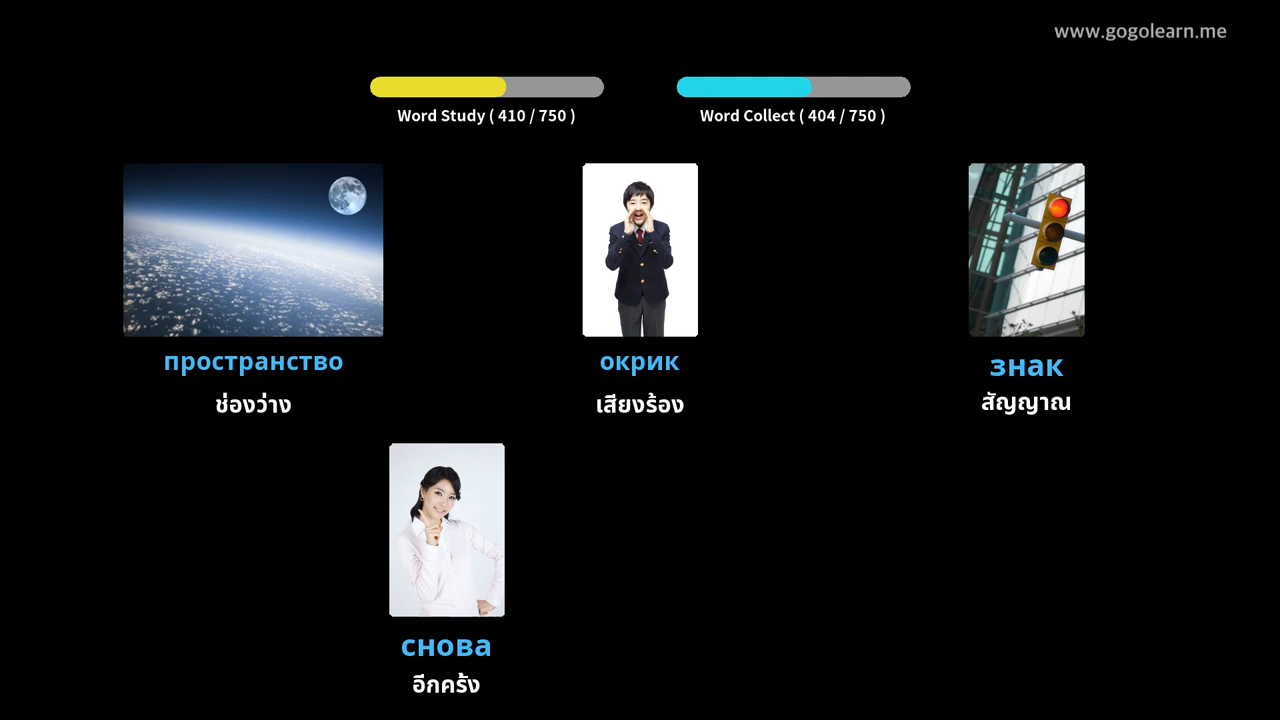 www.gogolearn.me
Word Study ( 410 / 750 )
Word Collect ( 404 / 750 )
пространство
окрик
знак
ช่องว่าง
เสียงร้อง
สัญญาณ
снова
อีกครั้ง